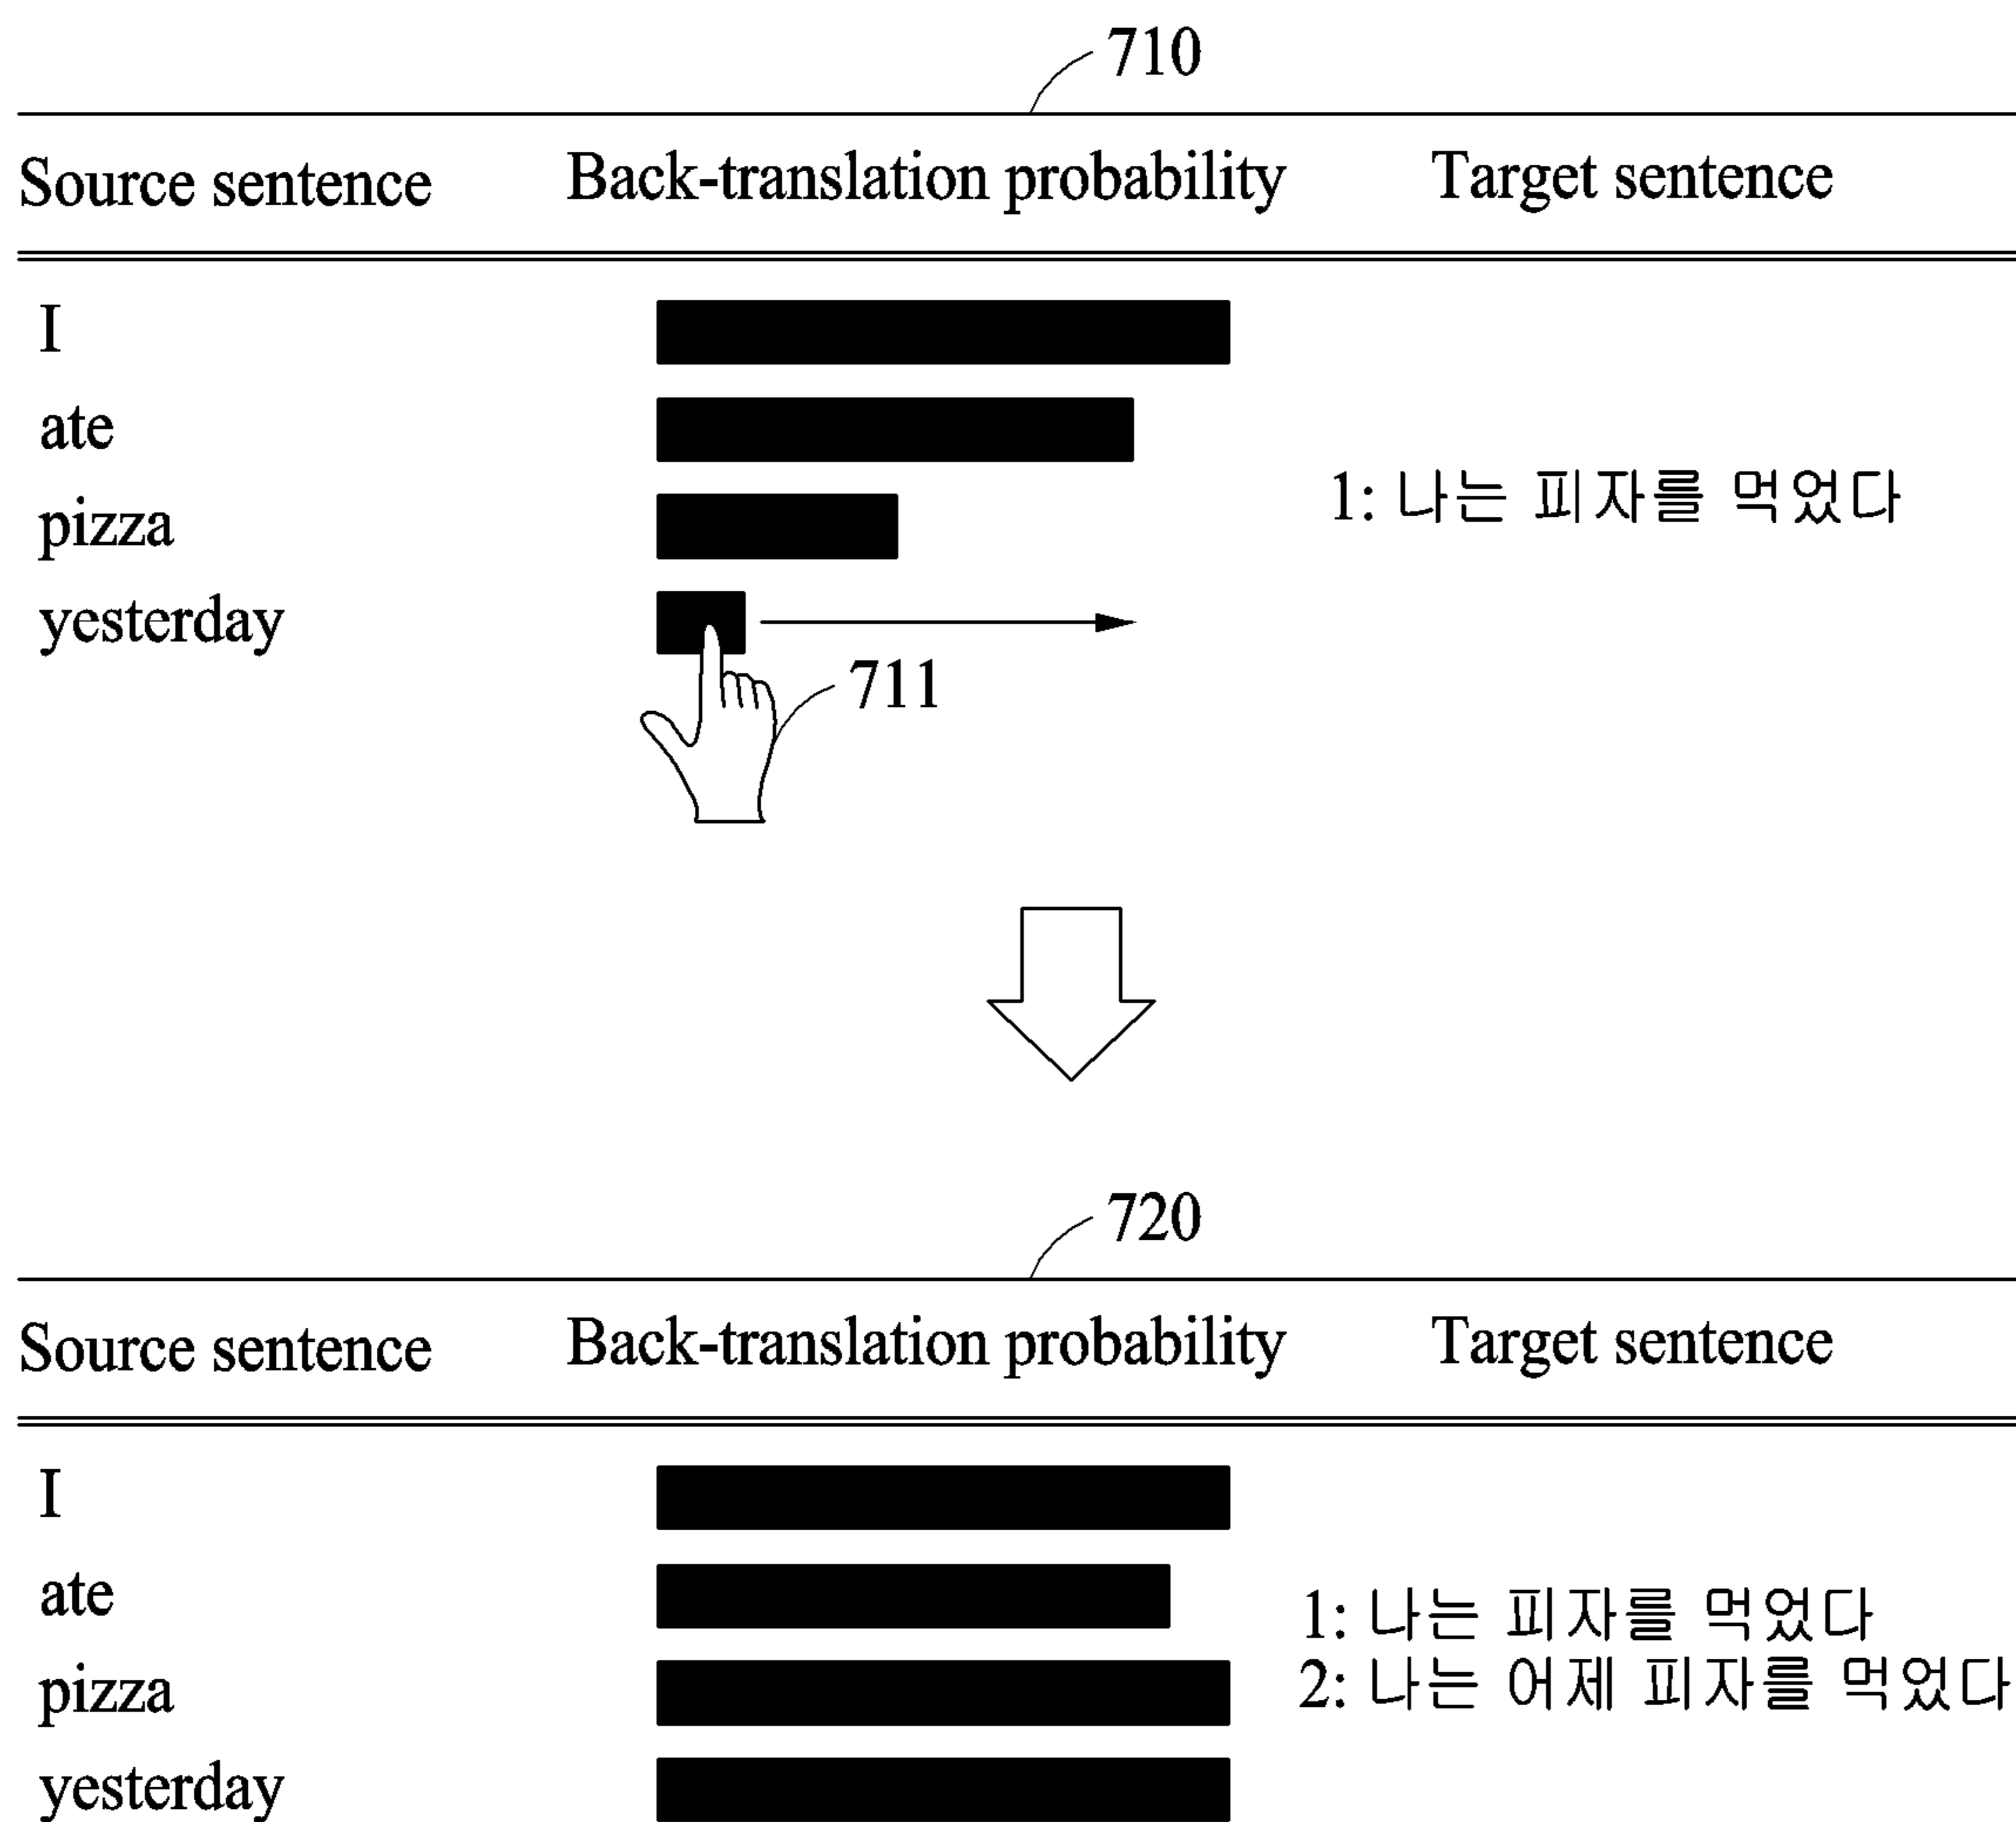 710
Source sentence Back-translation probability Target sentence
I
ate
pizza 1: 나는 피자를 먹었다
yesterday
711
720
Source sentence Back-translation probability Target sentence
I
ate 1: 나는 피자를 먹었다
pizza 2: 나는 어제 피자를 먹었다
yesterday